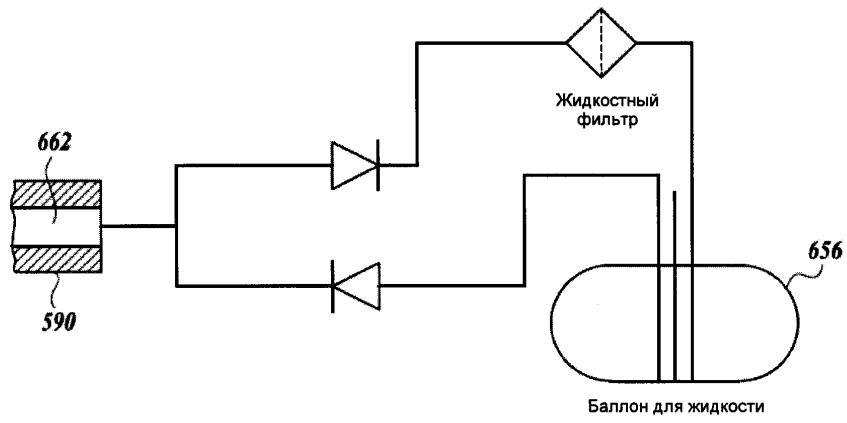 Жидкостный
фильтр
662
590
656
Баллон для жидкости